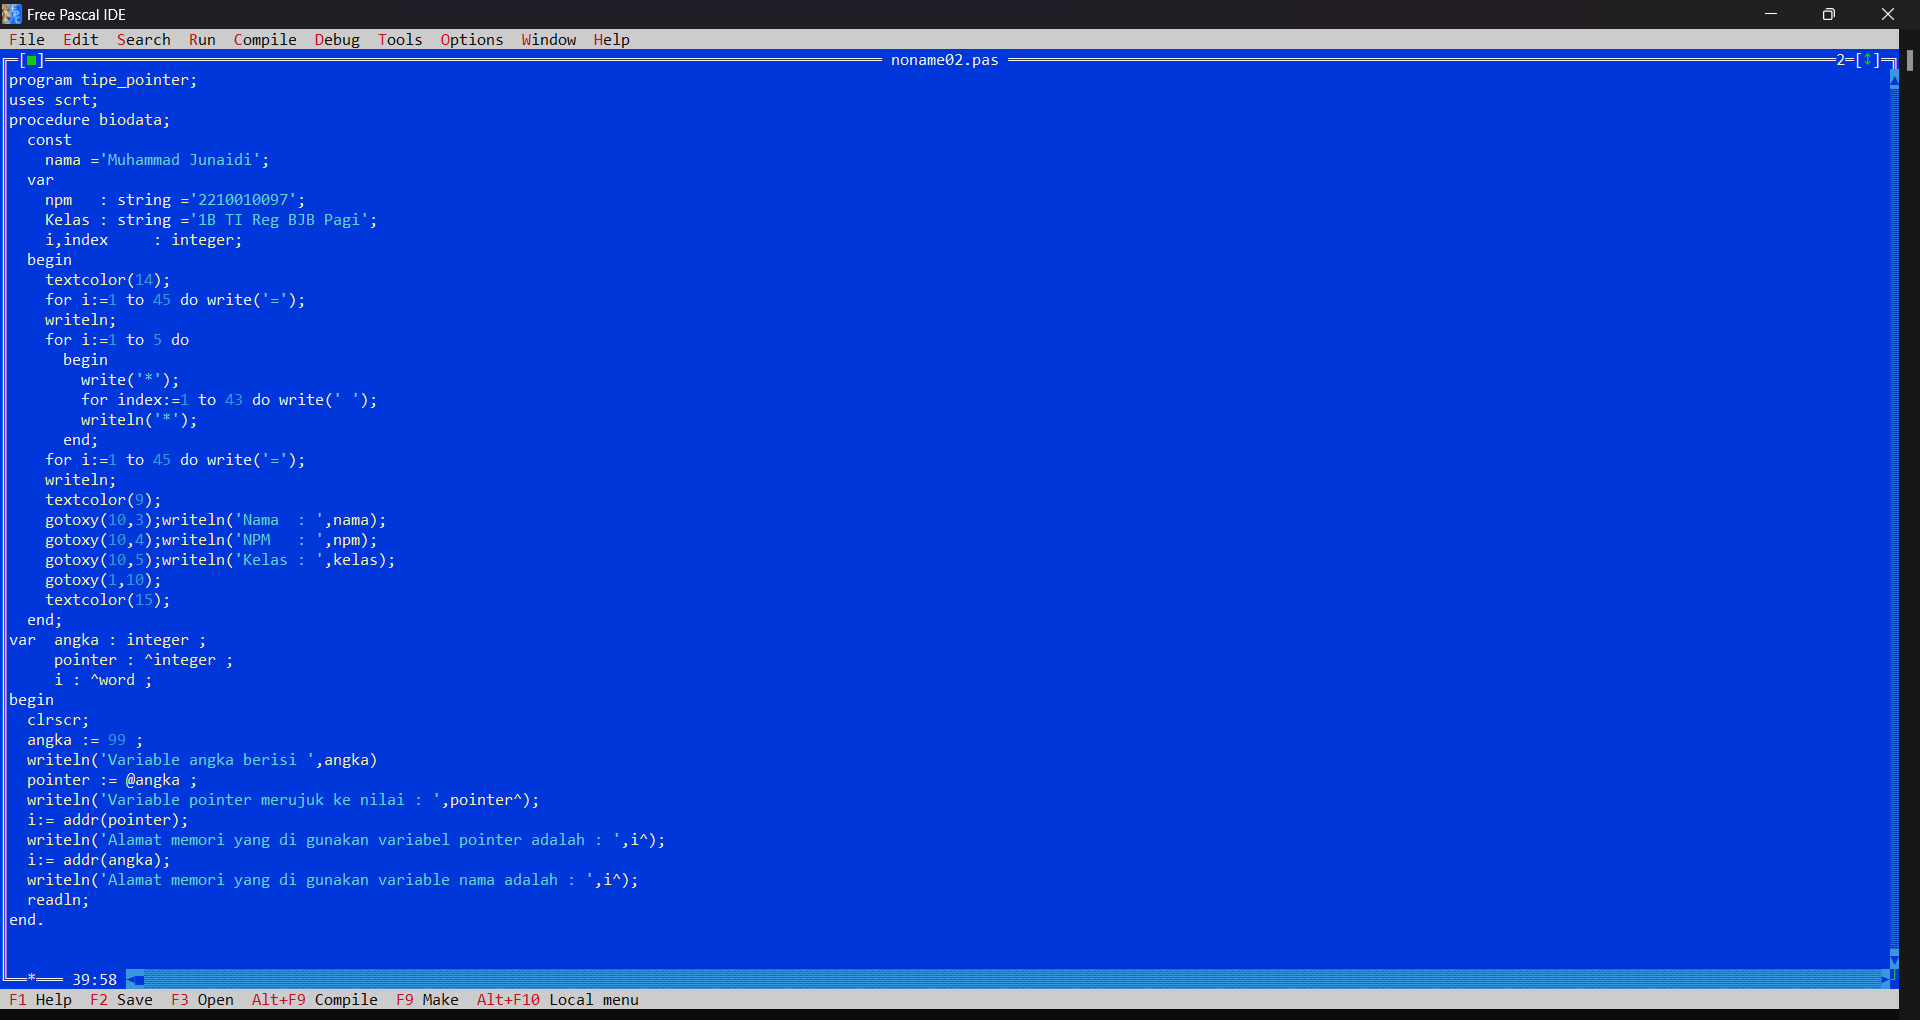 Free Pascal IDE
File Edit Search Run Compile Debug Tools Options Window Help
[■] noname02.pas 2=[↕]
program tipe_pointer;
uses scrt;
procedure biodata;
  const
    nama ='Muhammad Junaidi';
  var
    npm   : string ='2210010097';
    Kelas : string ='1B TI Reg BJB Pagi';
    i,index     : integer;
  begin
    textcolor(14);
    for i:=1 to 45 do write('=');
    writeln;
    for i:=1 to 5 do
      begin
        write('*');
        for index:=1 to 43 do write(' ');
        writeln('*');
      end;
    for i:=1 to 45 do write('=');
    writeln;
    textcolor(9);
    gotoxy(10,3);writeln('Nama  : ',nama);
    gotoxy(10,4);writeln('NPM   : ',npm);
    gotoxy(10,5);writeln('Kelas : ',kelas);
    gotoxy(1,10);
    textcolor(15);
  end;
var  angka : integer ;
     pointer : ^integer ;
     i : ^word ;
begin
  clrscr;
  angka := 99 ;
  writeln('Variable angka berisi ',angka)
  pointer := @angka ;
  writeln('Variable pointer merujuk ke nilai : ',pointer^);
  i:= addr(pointer);
  writeln('Alamat memori yang di gunakan variabel pointer adalah : ',i^);
  i:= addr(angka);
  writeln('Alamat memori yang di gunakan variable nama adalah : ',i^);
  readln;
end.
* 39:58
F1 Help F2 Save F3 Open Alt+F9 Compile F9 Make Alt+F10 Local menu